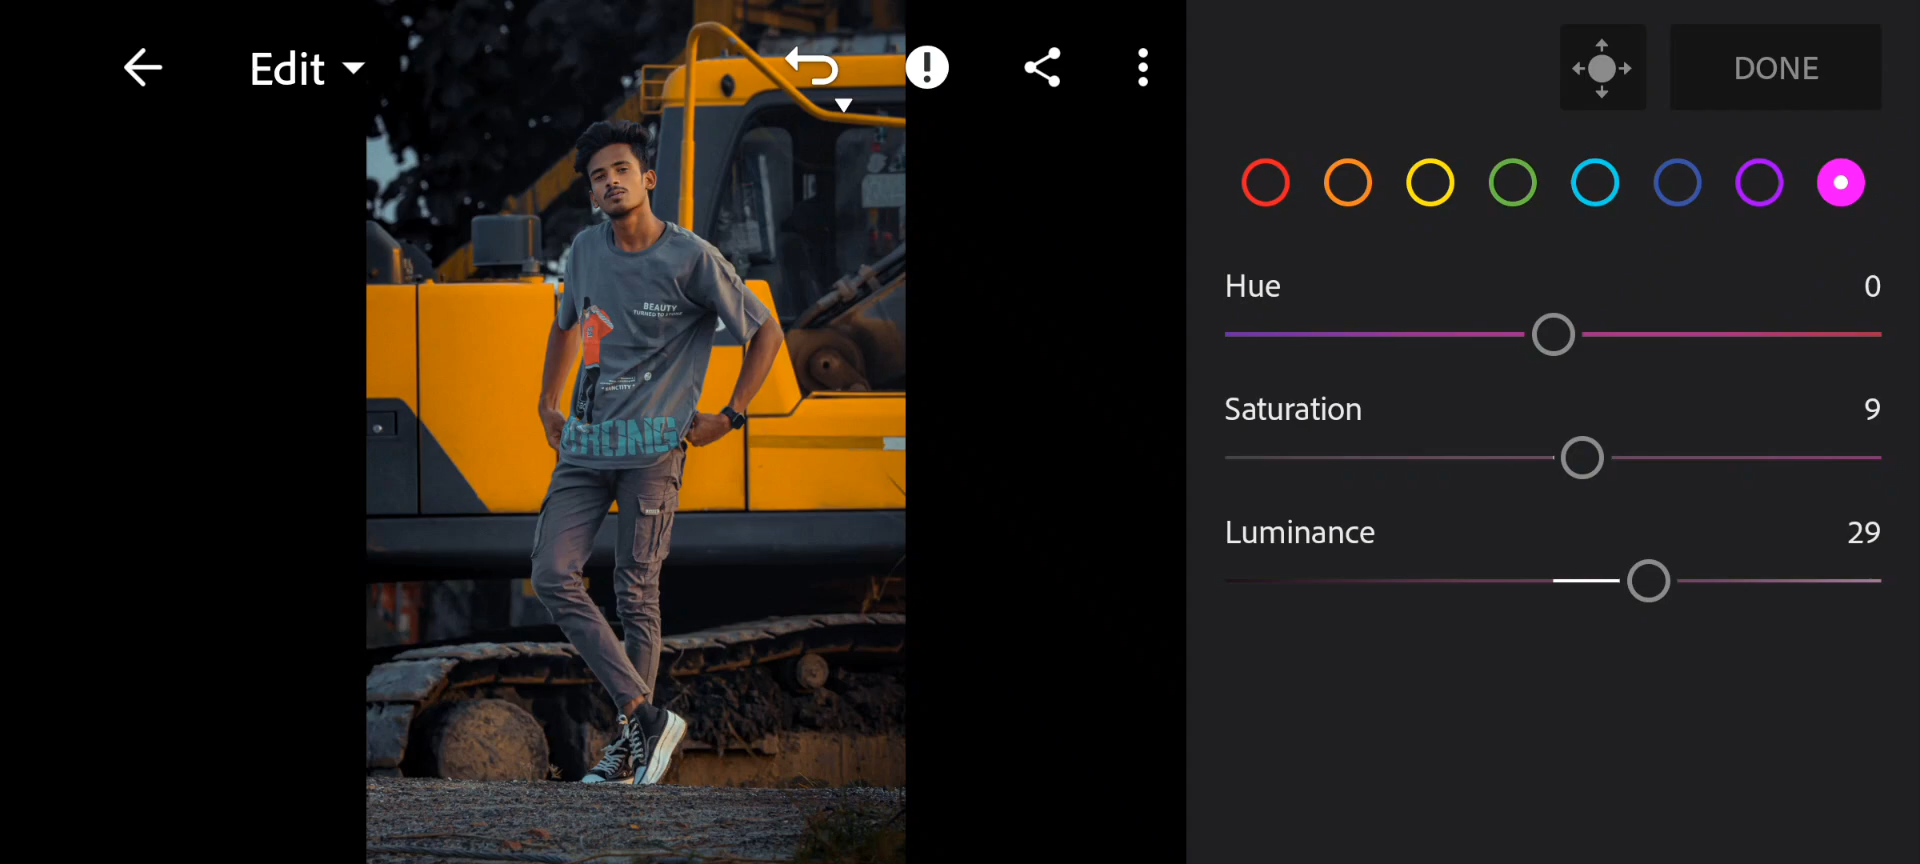 Edit
DONE
Hue 0
Saturation 9
Luminance 29
BEAUTY